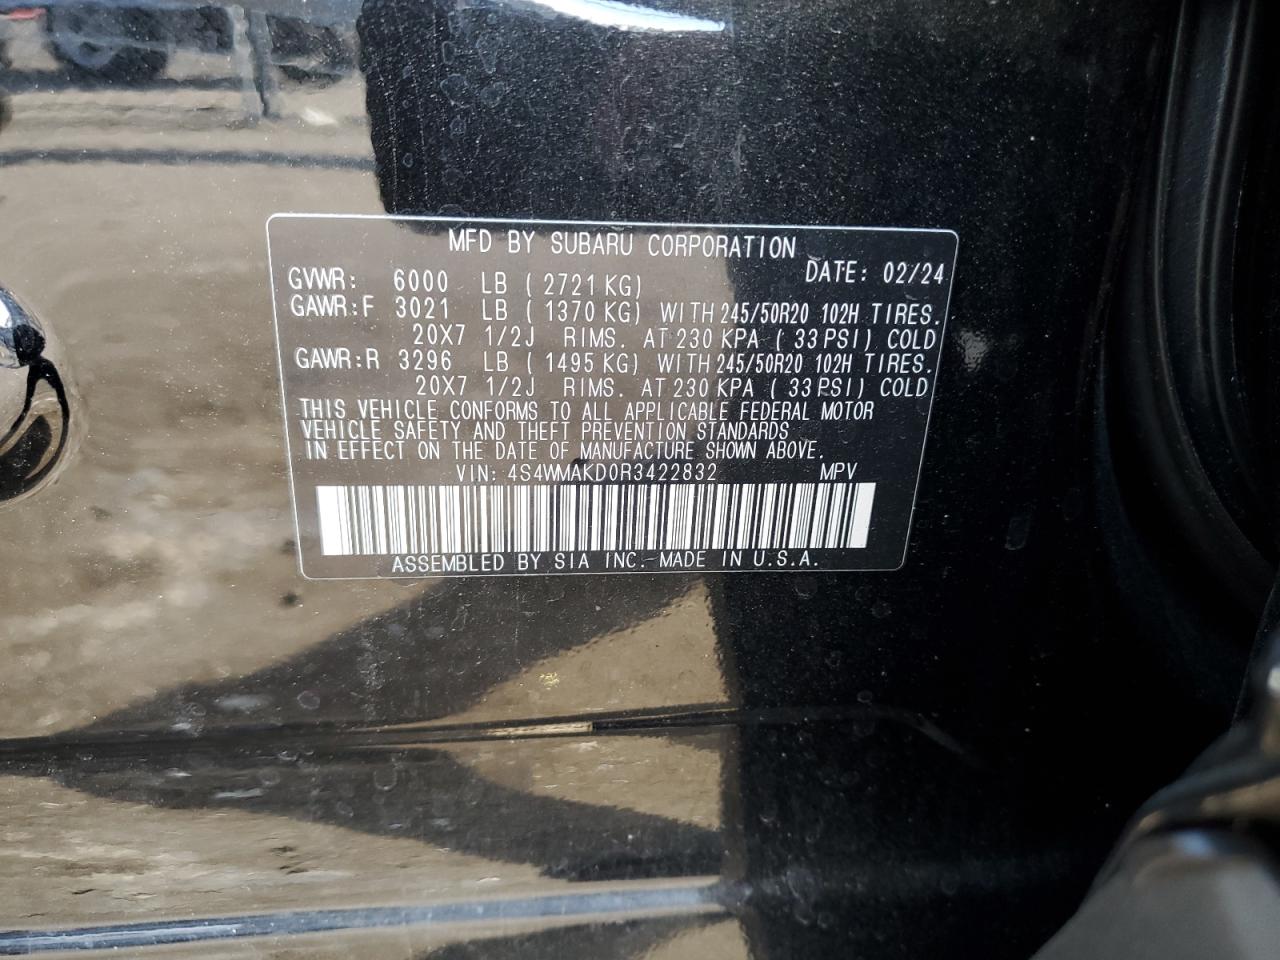 MFD BY SUBARU CORPORATION
DATE: 02/24
GVWR: 6000 LB ( 2721 KG)
GAWR:F 3021 LB ( 1370 KG) WITH 245/50R20 102H TIRES.
20X7 1/2J RIMS. AT 230 KPA ( 33 PSI) COLD
GAWR:R 3296 LB ( 1495 KG) WITH 245/50R20 102H TIRES.
20X7 1/2J RIMS. AT 230 KPA ( 33 PSI) COLD
THIS VEHICLE CONFORMS TO ALL APPLICABLE FEDERAL MOTOR
VEHICLE SAFETY AND THEFT PREVENTION STANDARDS
IN EFFECT ON THE DATE OF MANUFACTURE SHOWN ABOVE.
VIN: 4S4WMAKD0R3422832 MPV
ASSEMBLED BY SIA INC. MADE IN U.S.A.